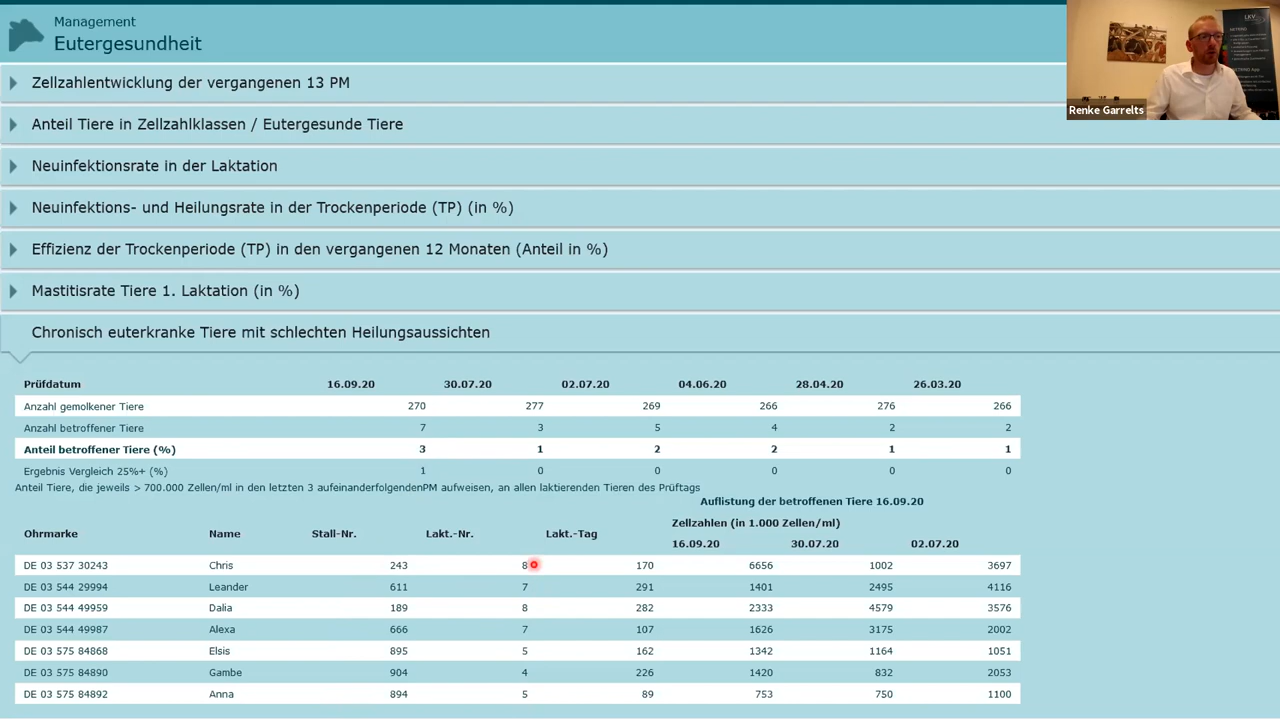 Management
Eutergesundheit
LKV
Renke Garrelts
Zellzahlentwicklung der vergangenen 13 PM
Anteil Tiere in Zellzahlklassen / Eutergesunde Tiere
Neuinfektionsrate in der Laktation
Neuinfektions- und Heilungsrate in der Trockenperiode (TP) (in %)
Effizienz der Trockenperiode (TP) in den vergangenen 12 Monaten (Anteil in %)
Mastitisrate Tiere 1. Laktation (in %)
Chronisch euterkranke Tiere mit schlechten Heilungsaussichten
Prüfdatum 16.09.20 30.07.20 02.07.20 04.06.20 28.04.20 26.03.20
Anzahl gemolkener Tiere 270 277 269 266 276 266
Anzahl betroffener Tiere 7 3 5 4 2 2
Anteil betroffener Tiere (%) 3 1 2 2 1 1
Ergebnis Vergleich 25%+ (%) 1 0 0 0 0 0
Anteil Tiere, die jeweils > 700.000 Zellen/ml in den letzten 3 aufeinanderfolgendenPM aufweisen, an allen laktierenden Tieren des Prüftags
Auflistung der betroffenen Tiere 16.09.20
Zellzahlen (in 1.000 Zellen/ml)
Ohrmarke Name Stall-Nr. Lakt.-Nr. Lakt.-Tag
16.09.20 30.07.20 02.07.20
DE 03 537 30243 Chris 243 8 170 6656 1002 3697
DE 03 544 29994 Leander 611 7 291 1401 2495 4116
DE 03 544 49959 Dalia 189 8 282 2333 4579 3576
DE 03 544 49987 Alexa 666 7 107 1626 3175 2002
DE 03 575 84868 Elsis 895 5 162 1342 1164 1051
DE 03 575 84890 Gambe 904 4 226 1420 832 2053
DE 03 575 84892 Anna 894 5 89 753 750 1100